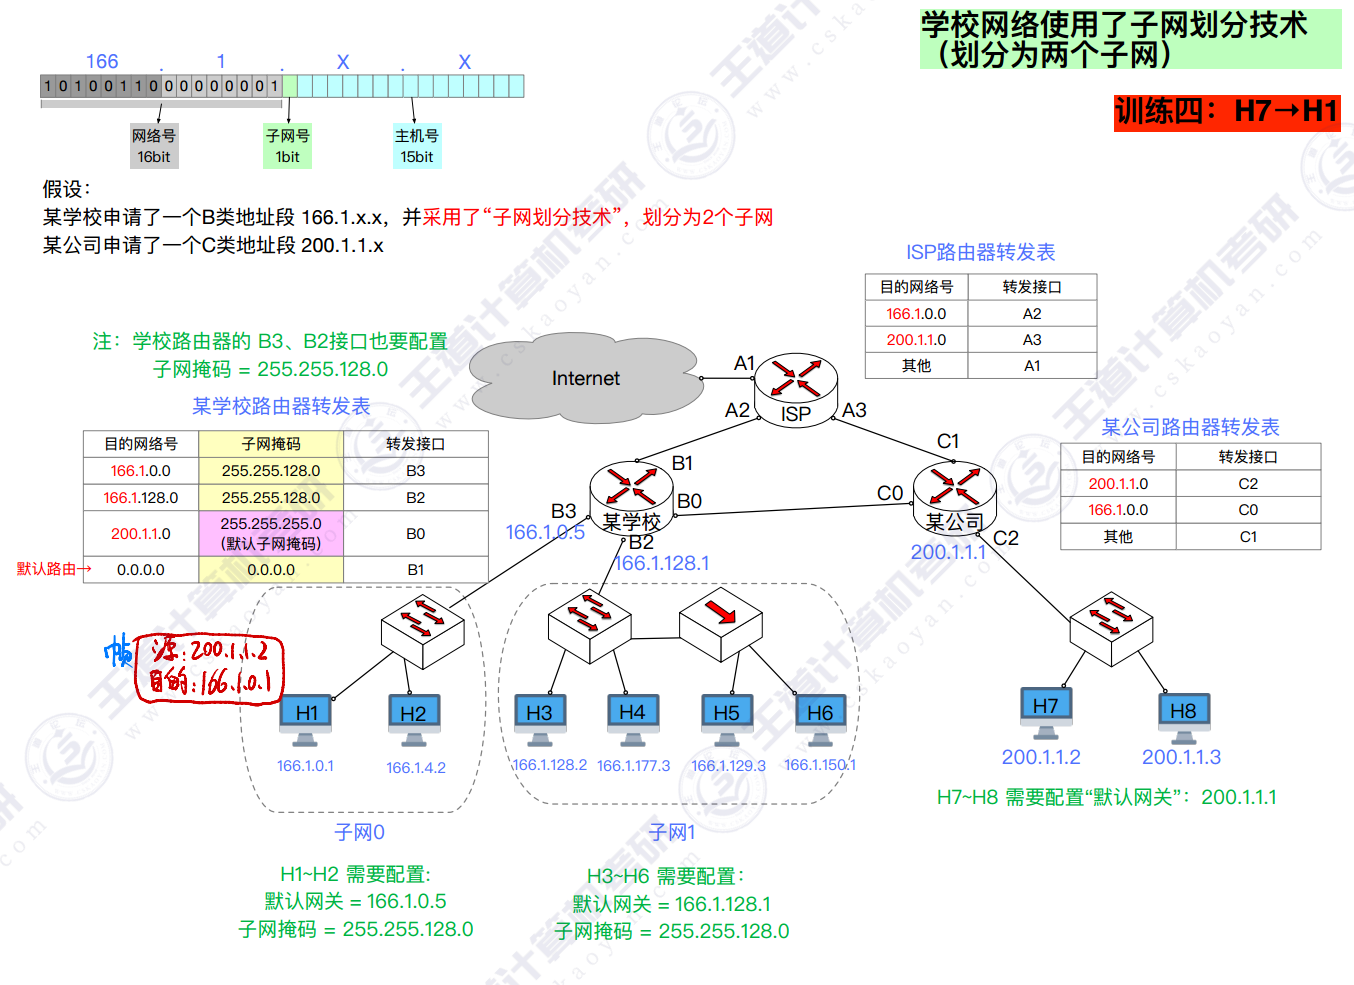 学校网络使用了子网划分技术
（划分为两个子网）
训练四：H7→H1
166 . 1 . X . X
1 0 1 0 0 1 1 0 0 0 0 0 0 0 0 1
网络号
16bit
子网号
1bit
主机号
15bit
假设：
某学校申请了一个B类地址段 166.1.x.x，并采用了“子网划分技术”，划分为2个子网
某公司申请了一个C类地址段 200.1.1.x
ISP路由器转发表
目的网络号 转发接口
166.1.0.0 A2
200.1.1.0 A3
其他 A1
注：学校路由器的 B3、B2接口也要配置
子网掩码 = 255.255.128.0
某学校路由器转发表
目的网络号 子网掩码 转发接口
166.1.0.0 255.255.128.0 B3
166.1.128.0 255.255.128.0 B2
200.1.1.0 255.255.255.0 B0
(默认子网掩码)
默认路由→ 0.0.0.0 0.0.0.0 B1
Internet
A1
ISP
A2
A3
某公司路由器转发表
目的网络号 转发接口
200.1.1.0 C2
166.1.0.0 C0
其他 C1
B1
B0
B3
某学校
166.1.0.5
B2
166.1.128.1
C1
C0
某公司
200.1.1.1
C2
帧
源：200.1.1.2
目的：166.1.0.1
H1
H2
H3
H4
H5
H6
H7
H8
166.1.0.1
166.1.4.2
166.1.128.2
166.1.177.3
166.1.129.3
166.1.150.1
200.1.1.2
200.1.1.3
H7~H8 需要配置“默认网关”：200.1.1.1
子网0
子网1
H1~H2 需要配置:
默认网关 = 166.1.0.5
子网掩码 = 255.255.128.0
H3~H6 需要配置：
默认网关 = 166.1.128.1
子网掩码 = 255.255.128.0
王道计算机考研
www.cskaoyan.com